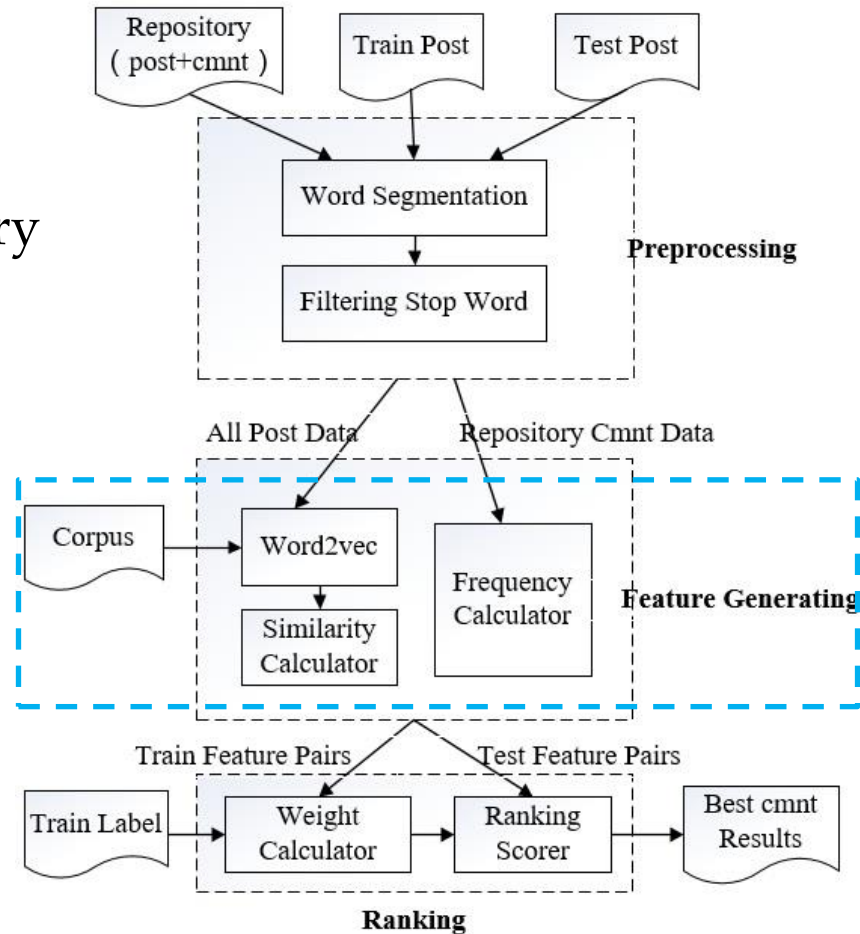 Repository
( post+cmnt )
Train Post
Test Post
Word Segmentation
ry
Preprocessing
Filtering Stop Word
All Post Data
Repository Cmnt Data
Corpus
Word2vec
Frequency
Calculator
Feature Generating
Similarity
Calculator
Train Feature Pairs
Test Feature Pairs
Train Label
Weight
Calculator
Ranking
Scorer
Best cmnt
Results
Ranking